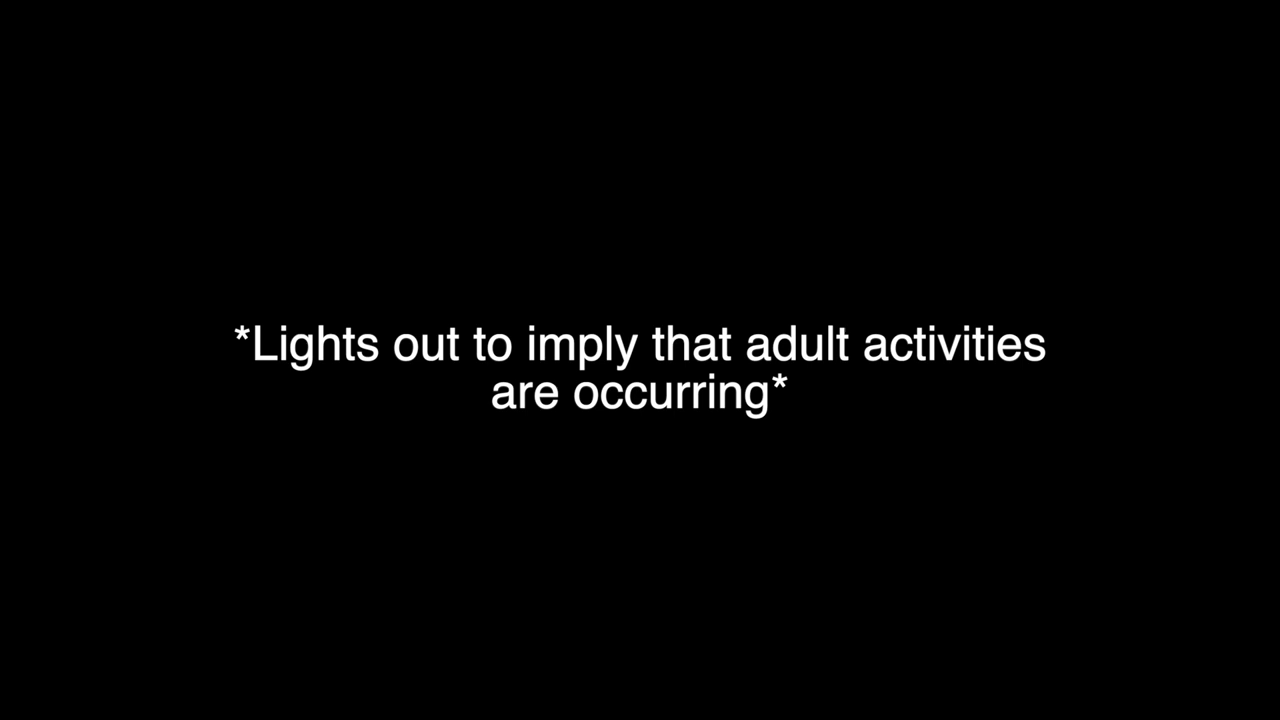 *Lights out to imply that adult activities
are occurring*